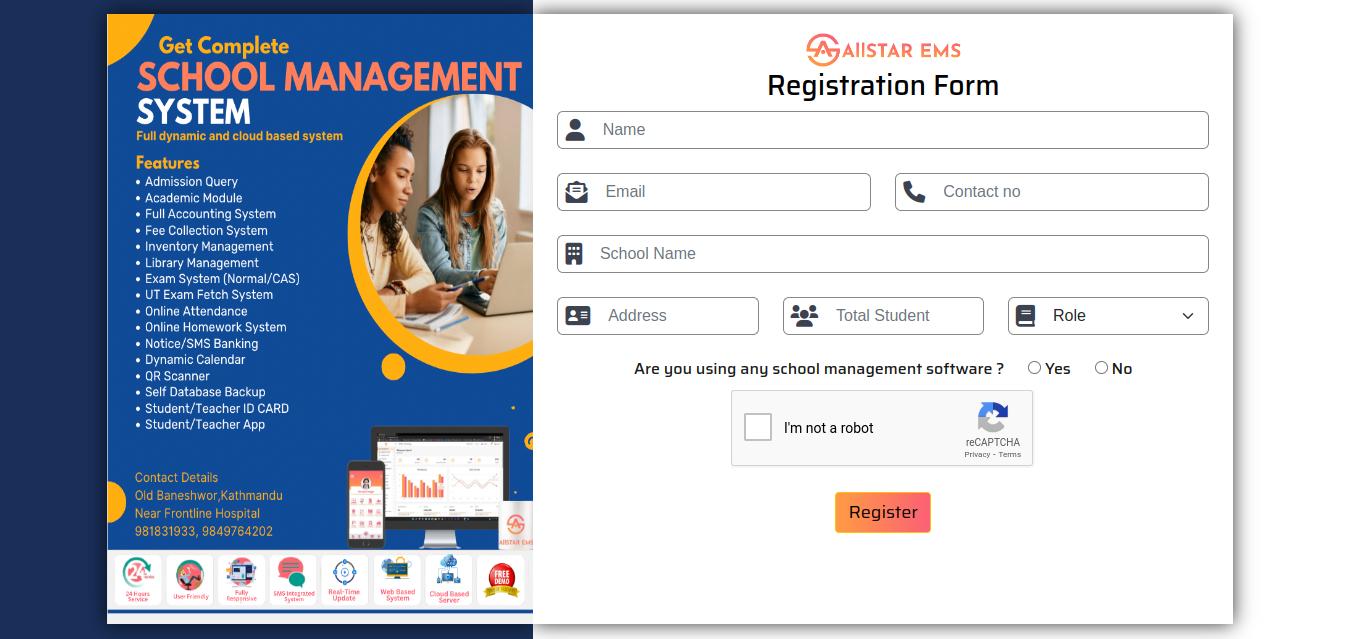 Get Complete
SCHOOL MANAGEMENT
SYSTEM
Full dynamic and cloud based system
Features
• Admission Query
• Academic Module
• Full Accounting System
• Fee Collection System
• Inventory Management
• Library Management
• Exam System (Normal/CAS)
• UT Exam Fetch System
• Online Attendance
• Online Homework System
• Notice/SMS Banking
• Dynamic Calendar
• QR Scanner
• Self Database Backup
• Student/Teacher ID CARD
• Student/Teacher App
Contact Details
Old Baneshwor,Kathmandu
Near Frontline Hospital
981831933, 9849764202
AllSTAR EMS
24 Hours
Service
User Friendly
Fully
Responsive
SMS Integrated
System
Real-Time
Update
Web Based
System
Cloud Based
Server
FREE
DEMO
AllSTAR EMS
Registration Form
Name
Email
Contact no
School Name
Address
Total Student
Role
Are you using any school management software ?
Yes
No
I'm not a robot
reCAPTCHA
Privacy - Terms
Register